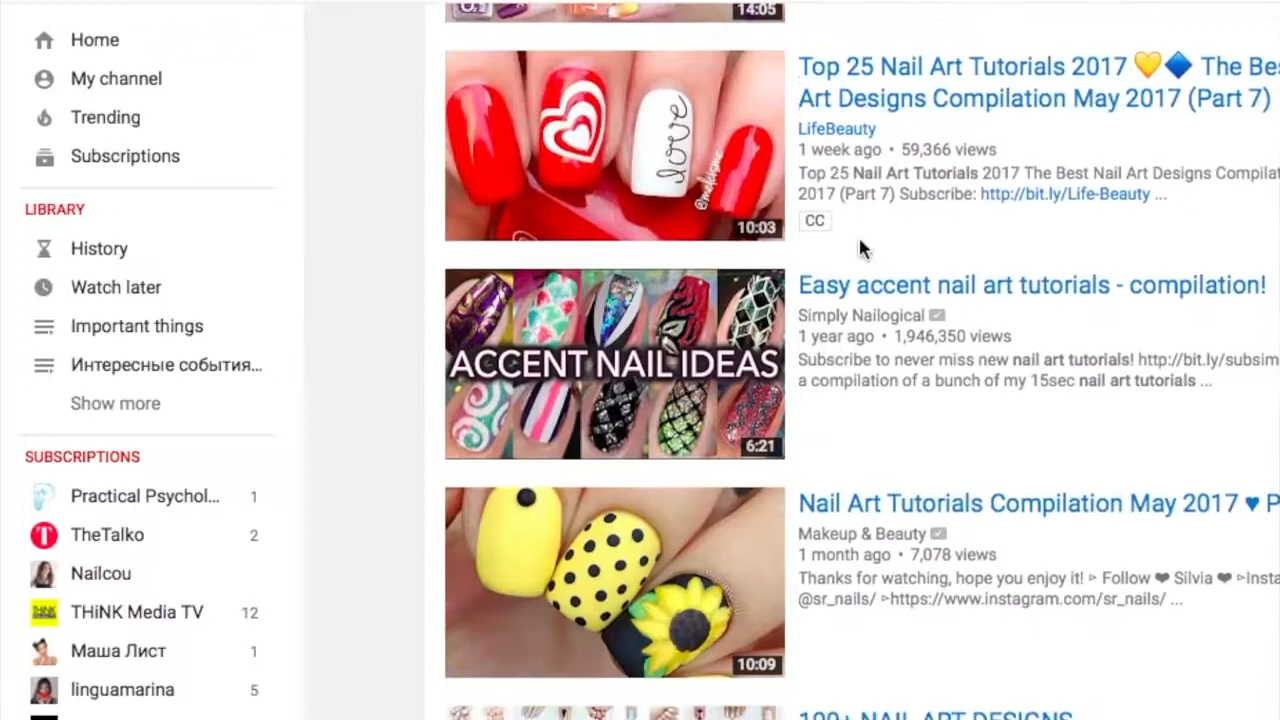 Home
My channel
Trending
Subscriptions
LIBRARY
History
Watch later
Important things
Интересные события...
Show more
SUBSCRIPTIONS
Practical Psychol... 1
TheTalko 2
Nailcou
THiNK Media TV 12
Маша Лист 1
linguamarina 5
14:05
love
10:03
Top 25 Nail Art Tutorials 2017 💛🔷 The Bes
Art Designs Compilation May 2017 (Part 7)
LifeBeauty
1 week ago • 59,366 views
Top 25 Nail Art Tutorials 2017 The Best Nail Art Designs Compilat
2017 (Part 7) Subscribe: http://bit.ly/Life-Beauty ...
CC
ACCENT NAIL IDEAS
6:21
Easy accent nail art tutorials - compilation!
Simply Nailogical
1 year ago • 1,946,350 views
Subscribe to never miss new nail art tutorials! http://bit.ly/subsim
a compilation of a bunch of my 15sec nail art tutorials ...
10:09
Nail Art Tutorials Compilation May 2017 ♥ P
Makeup & Beauty
1 month ago • 7,078 views
Thanks for watching, hope you enjoy it! ▹ Follow ❤ Silvia ❤ ▹Insta
@sr_nails/ ▹https://www.instagram.com/sr_nails/ ...
100+ NAIL ART DESIGNS